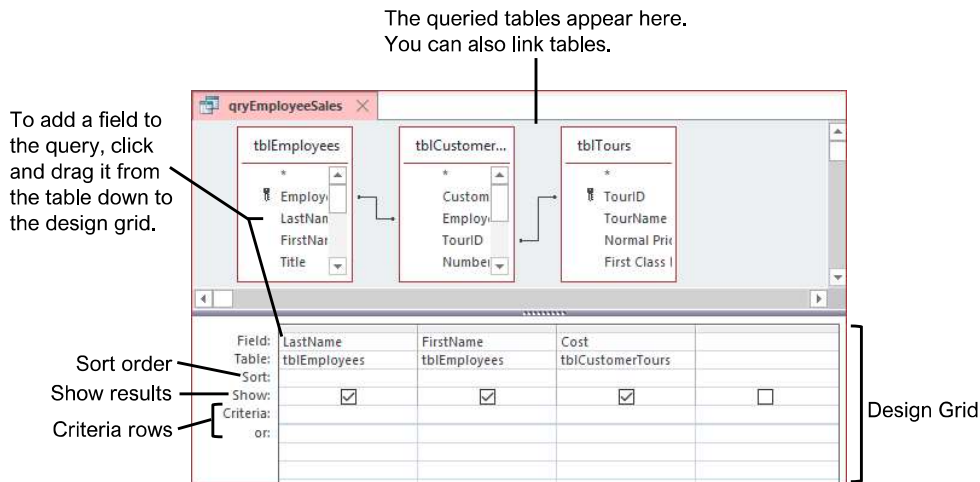 The queried tables appear here.
You can also link tables.
qryEmployeeSales
To add a field to
the query, click
and drag it from
the table down to
the design grid.
tblEmployees
*
Employ
LastNam
FirstNar
Title
tblCustomer...
*
Custom
Employ
TourID
Number
tblTours
*
TourID
TourName
Normal Pric
First Class
Field: LastName FirstName Cost
Table: tblEmployees tblEmployees tblCustomerTours
Sort:
Show:
Criteria:
or:
Sort order
Show results
Criteria rows
Design Grid